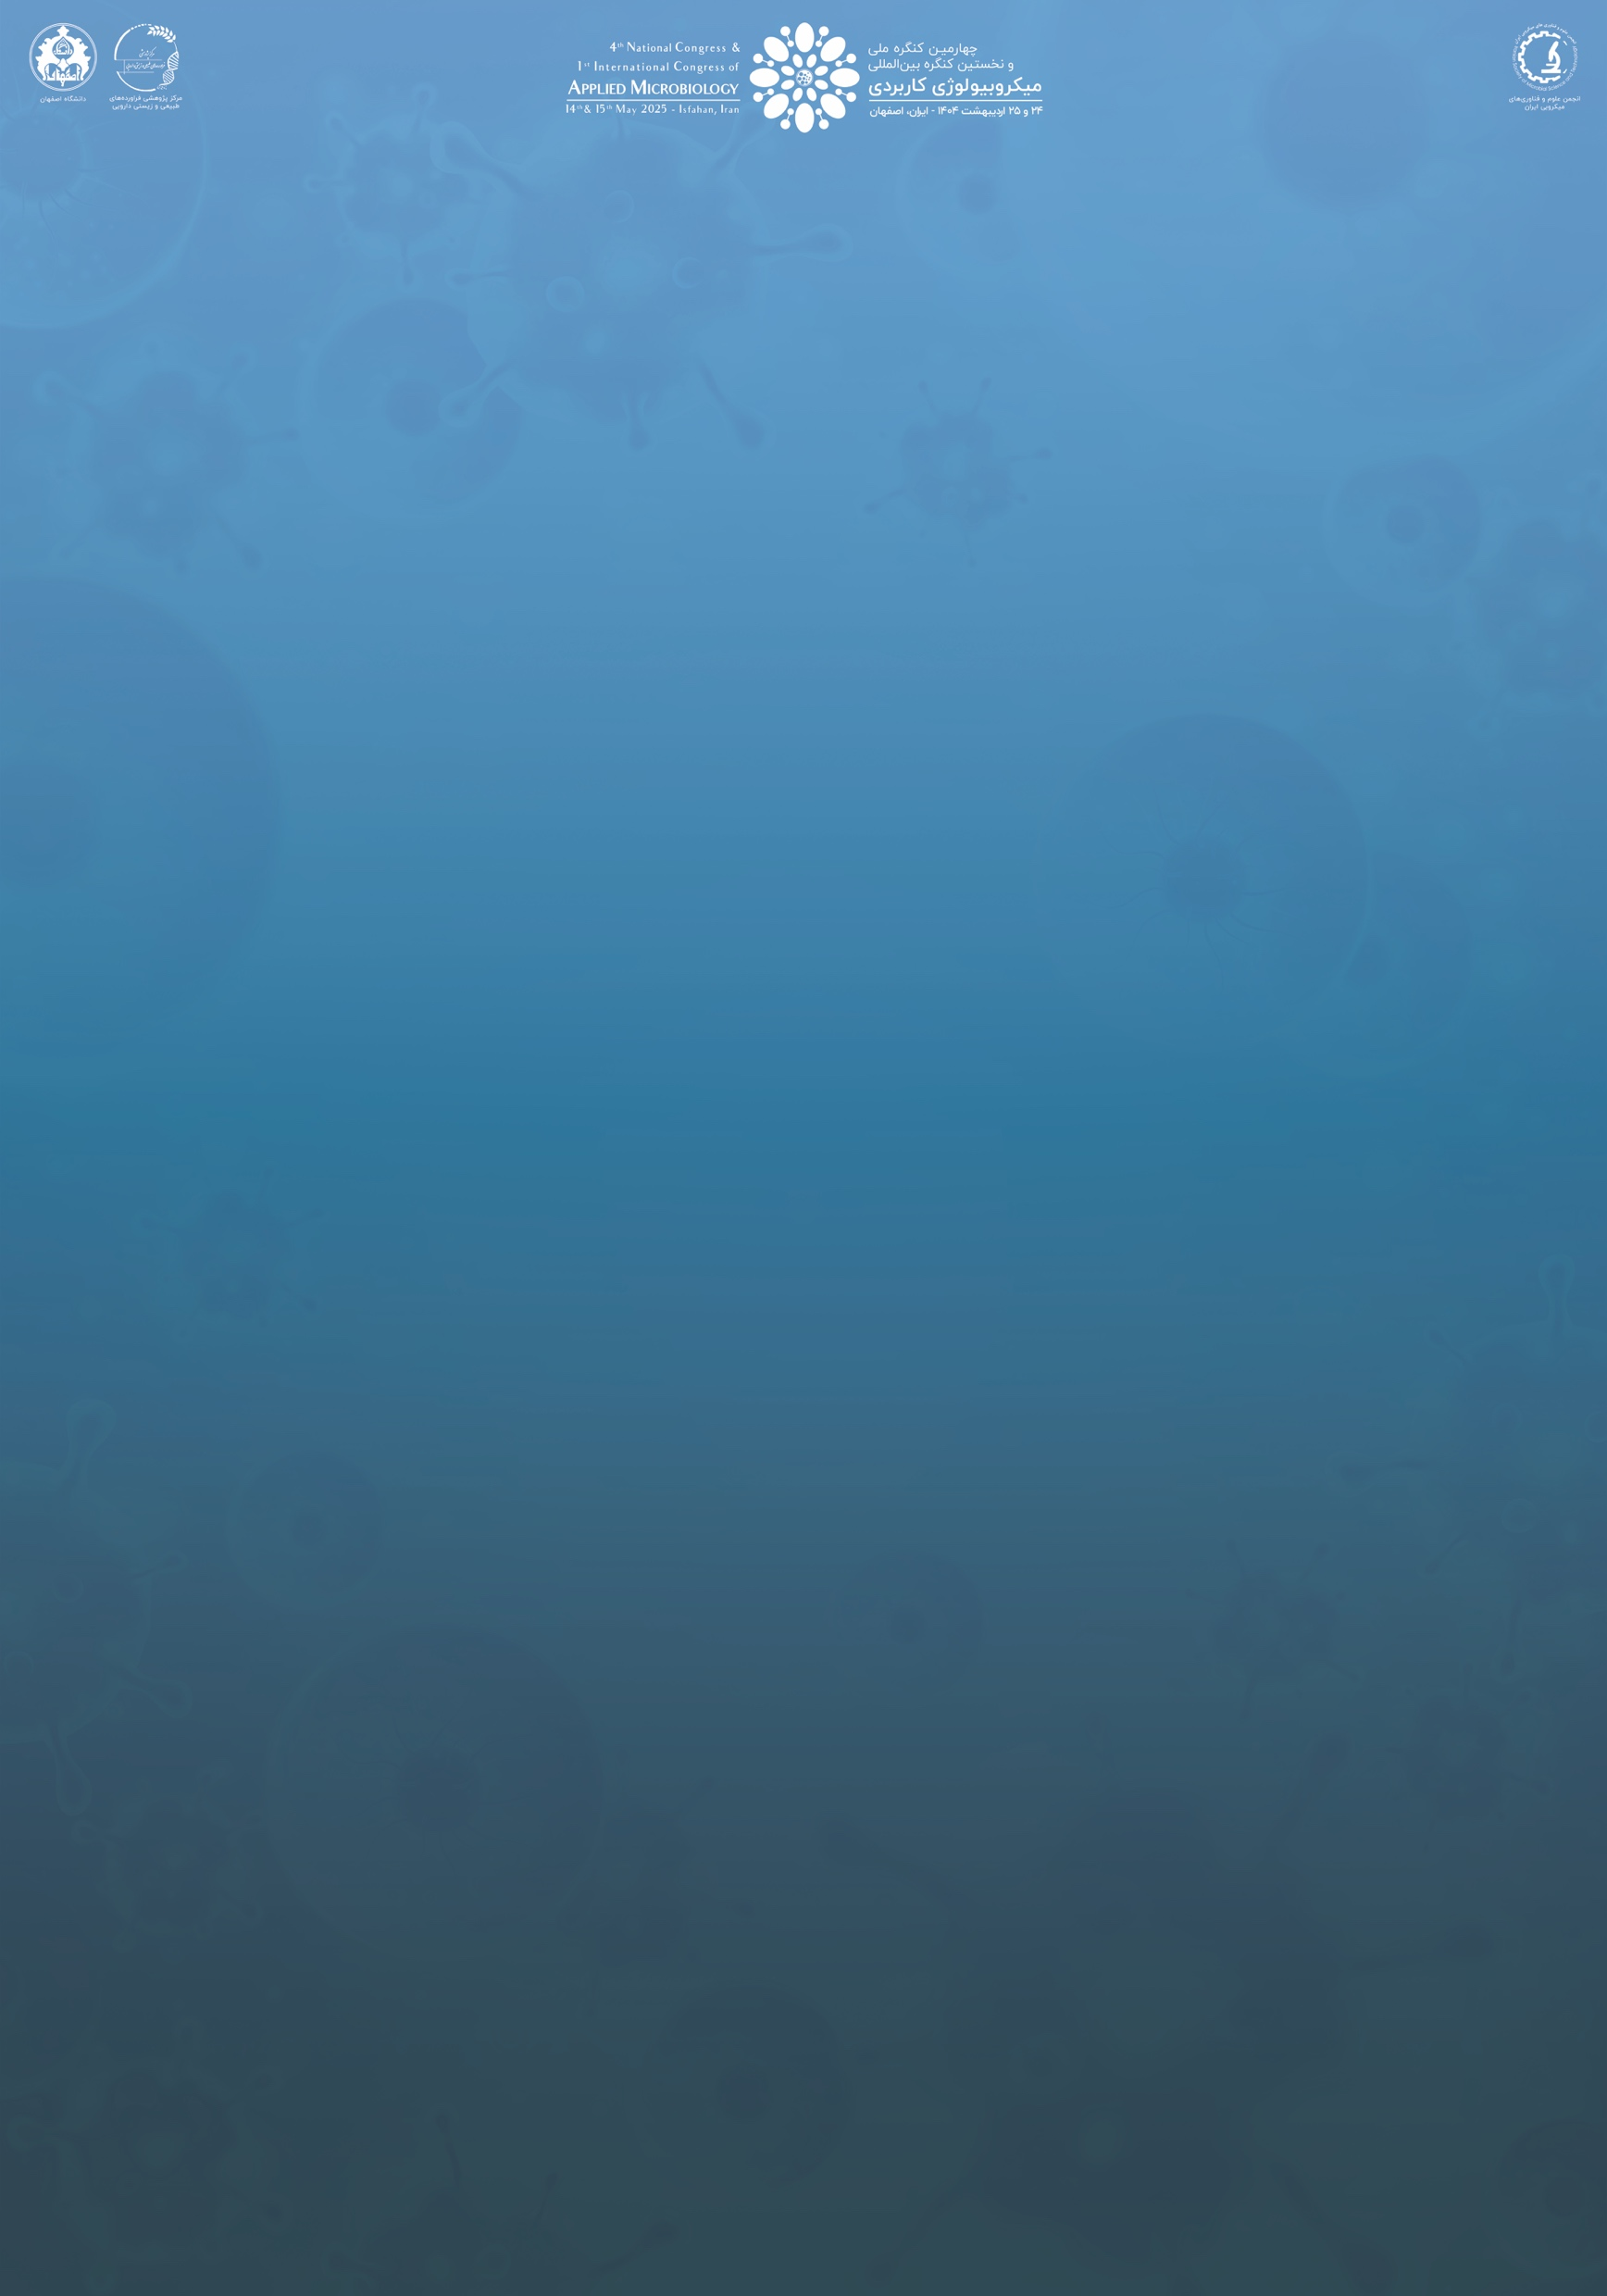 دانشگاه اصفهان
مرکز پژوهشی فراورده‌های
طبیعی و زیستی دارویی
4th National Congress &
1st International Congress of
APPLIED MICROBIOLOGY
14th & 15th May 2025 - Isfahan, Iran
چهارمین کنگره ملی
و نخستین کنگره بین‌المللی
میکروبیولوژی کاربردی
۲۴ و ۲۵ اردیبهشت ۱۴۰۴ - ایران، اصفهان
انجمن علوم و فناوری‌های
میکروبی ایران